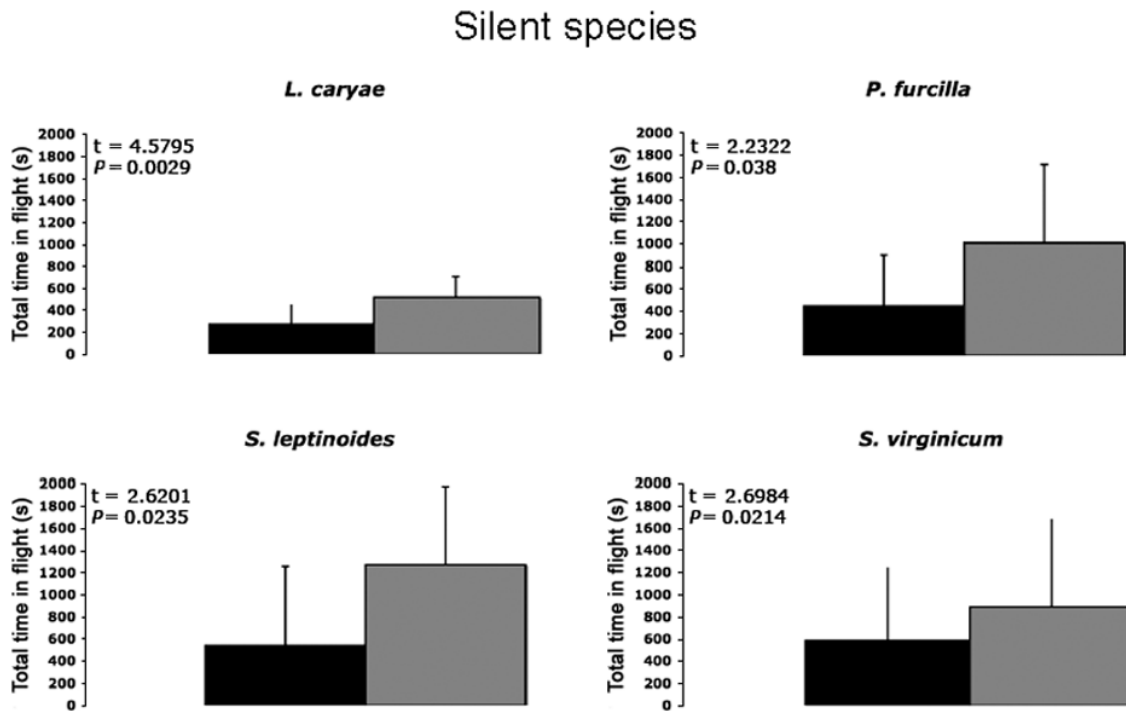 Silent species
L. caryae
Total time in flight (s)
2000
1800
1600
1400
1200
1000
800
600
400
200
0
t = 4.5795
P = 0.0029
P. furcilla
Total time in flight (s)
2000
1800
1600
1400
1200
1000
800
600
400
200
0
t = 2.2322
P = 0.038
S. leptinoides
Total time in flight (s)
2000
1800
1600
1400
1200
1000
800
600
400
200
0
t = 2.6201
P = 0.0235
S. virginicum
Total time in flight (s)
2000
1800
1600
1400
1200
1000
800
600
400
200
0
t = 2.6984
P = 0.0214